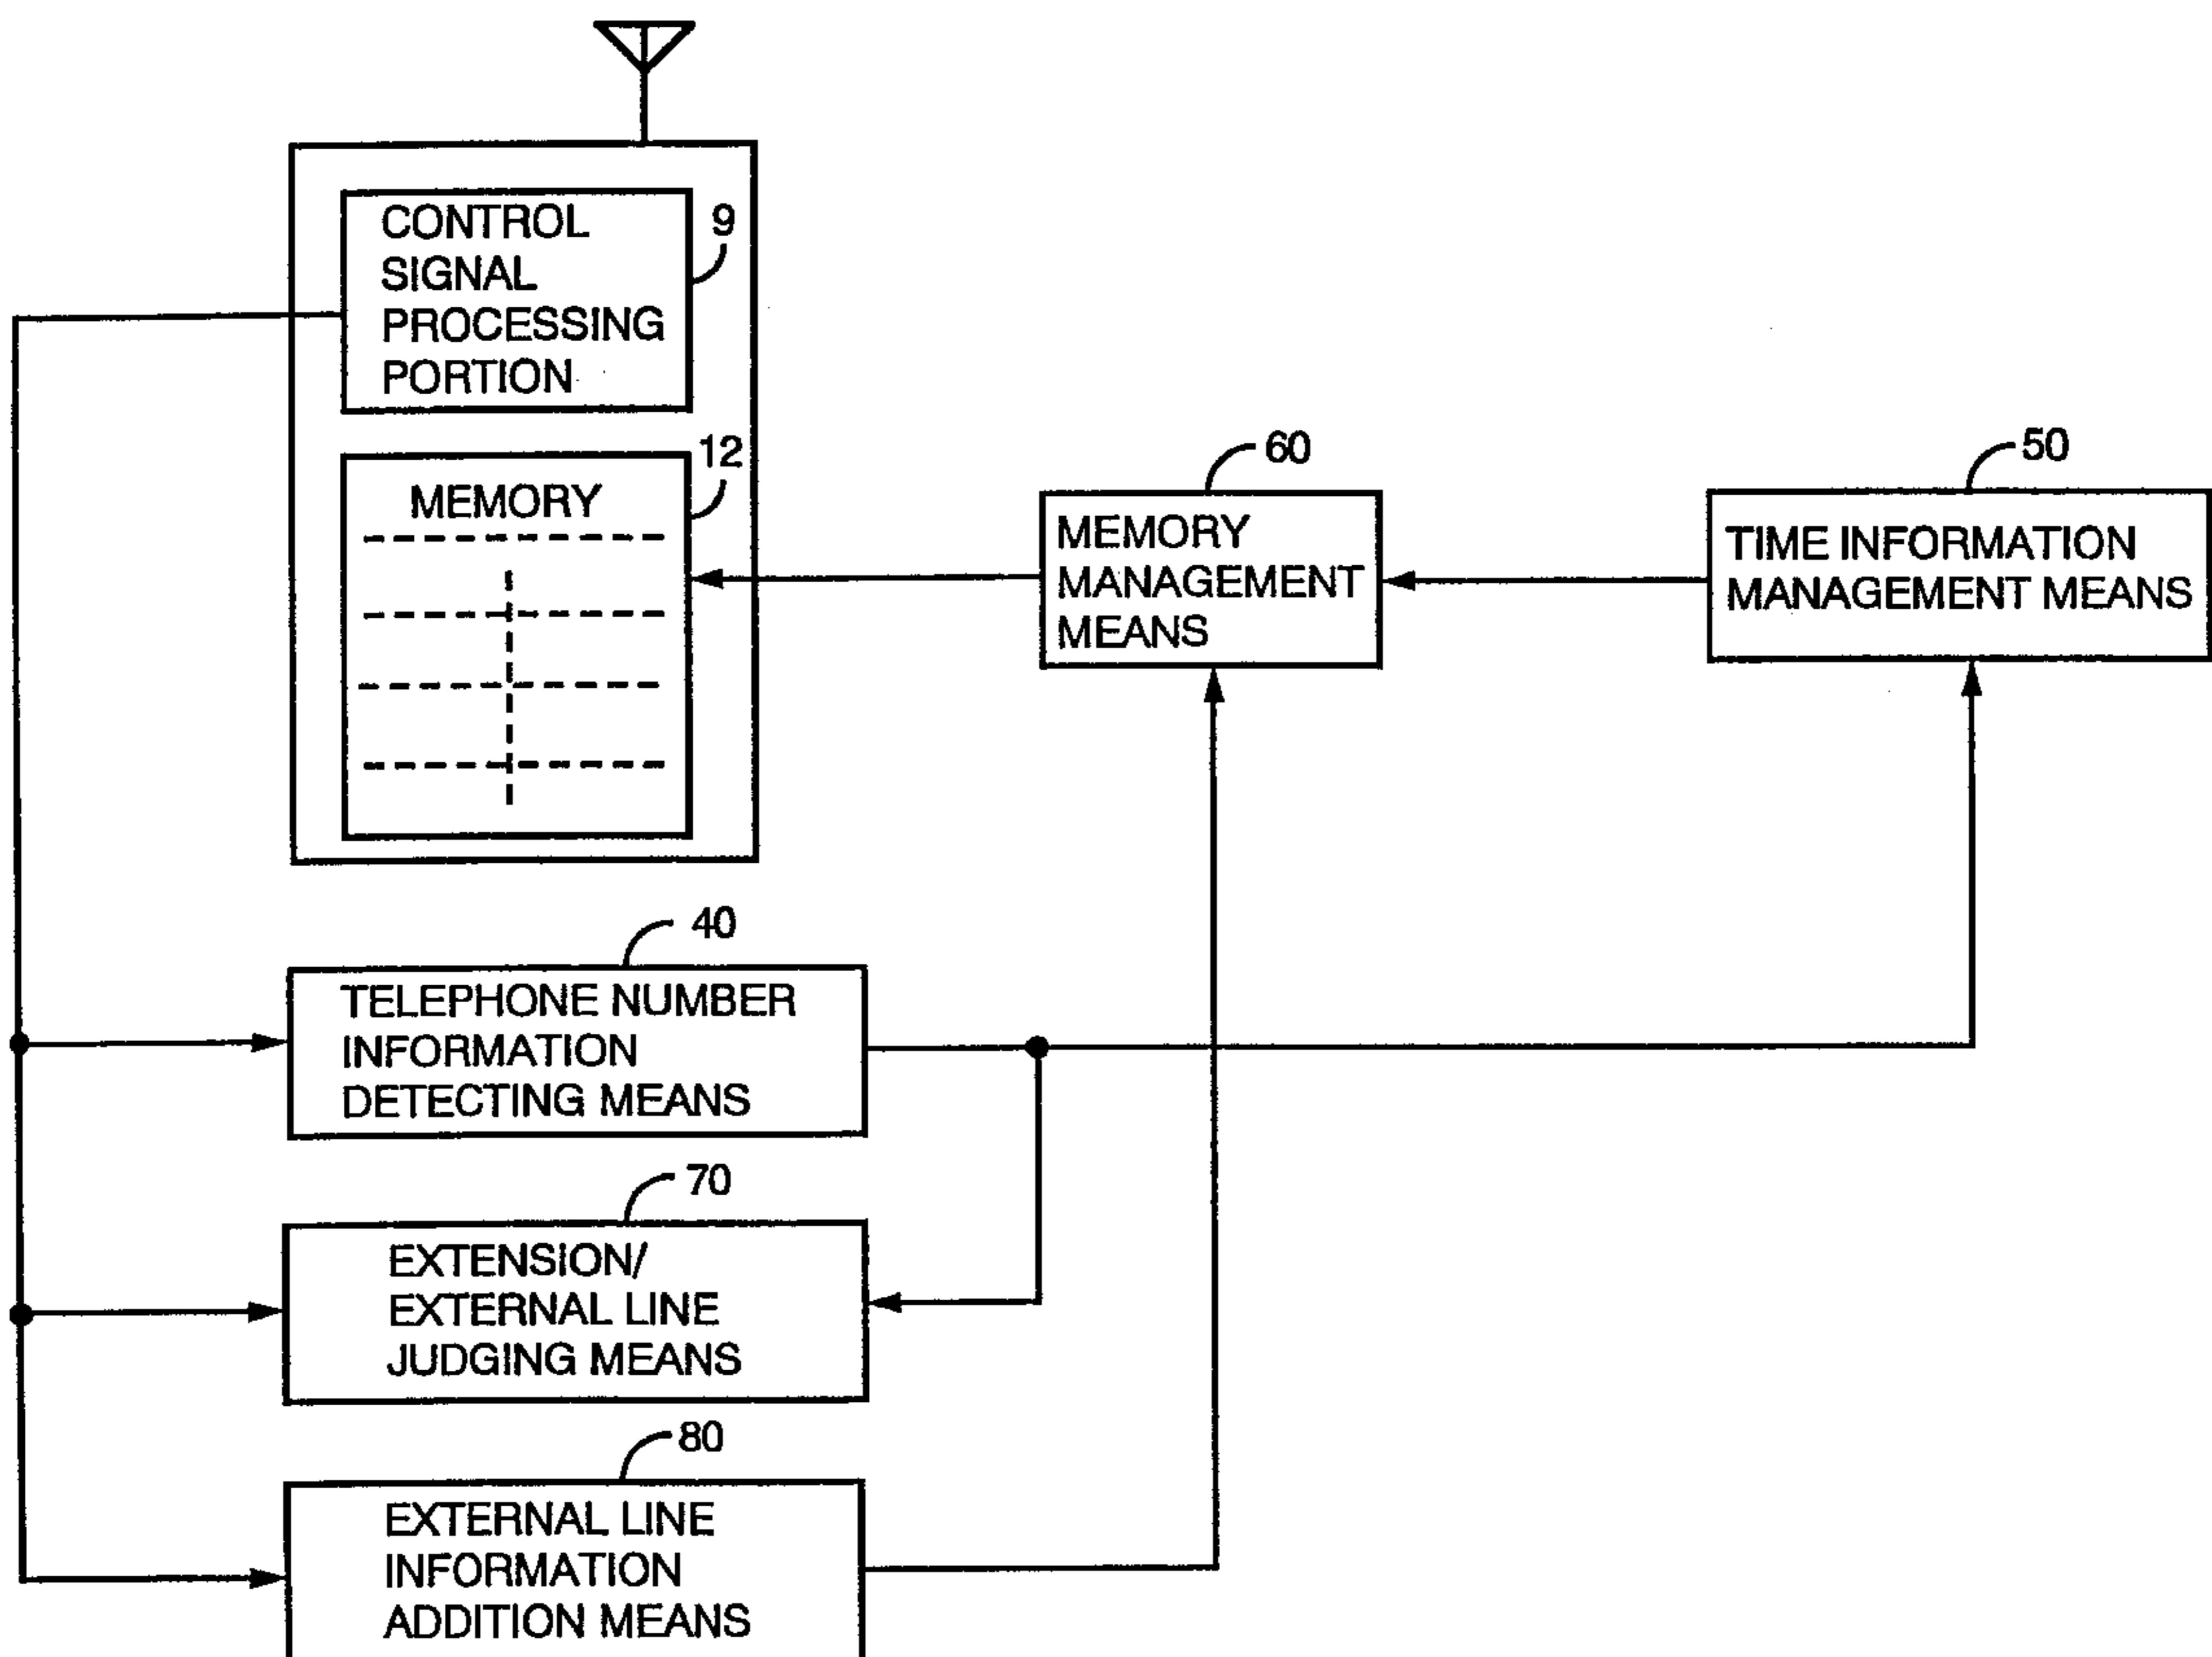 CONTROL
SIGNAL
PROCESSING
PORTION
9
MEMORY
12
60
MEMORY
MANAGEMENT
MEANS
50
TIME INFORMATION
MANAGEMENT MEANS
40
TELEPHONE NUMBER
INFORMATION
DETECTING MEANS
70
EXTENSION/
EXTERNAL LINE
JUDGING MEANS
80
EXTERNAL LINE
INFORMATION
ADDITION MEANS